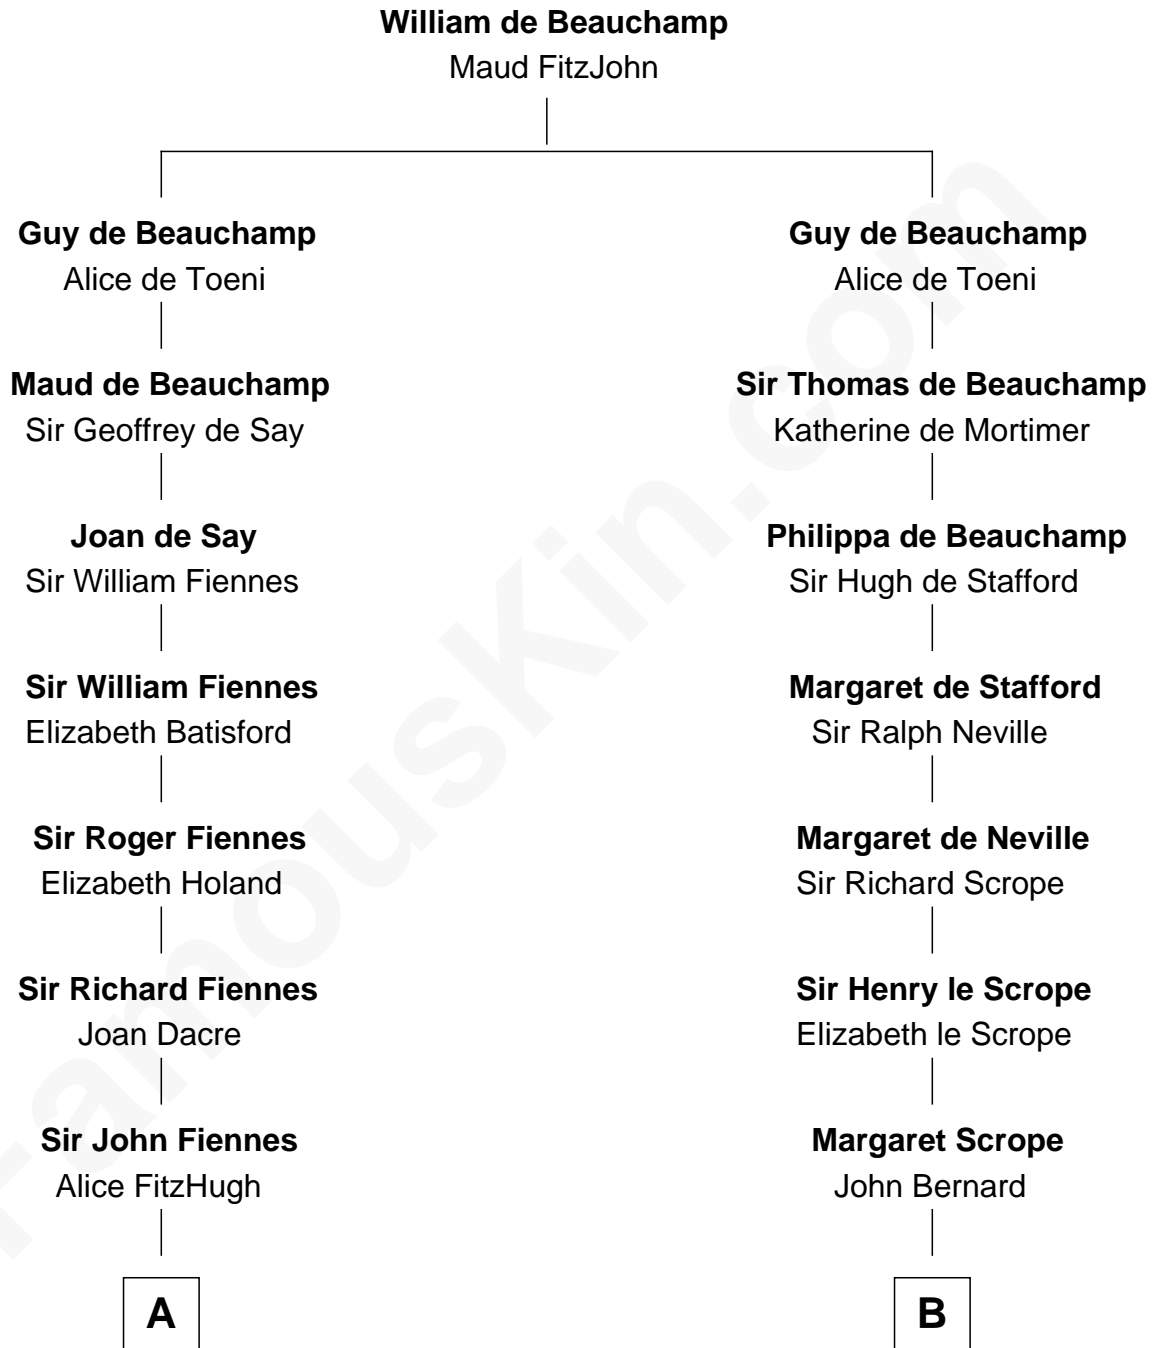 William de Beauchamp
Maud FitzJohn
Guy de Beauchamp
Alice de Toeni
Maud de Beauchamp
Sir Geoffrey de Say
Joan de Say
Sir William Fiennes
Sir William Fiennes
Elizabeth Batisford
Sir Roger Fiennes
Elizabeth Holand
Sir Richard Fiennes
Joan Dacre
Sir John Fiennes
Alice FitzHugh
A
Guy de Beauchamp
Alice de Toeni
Sir Thomas de Beauchamp
Katherine de Mortimer
Philippa de Beauchamp
Sir Hugh de Stafford
Margaret de Stafford
Sir Ralph Neville
Margaret de Neville
Sir Richard Scrope
Sir Henry le Scrope
Elizabeth le Scrope
Margaret Scrope
John Bernard
B
FamousKin.com